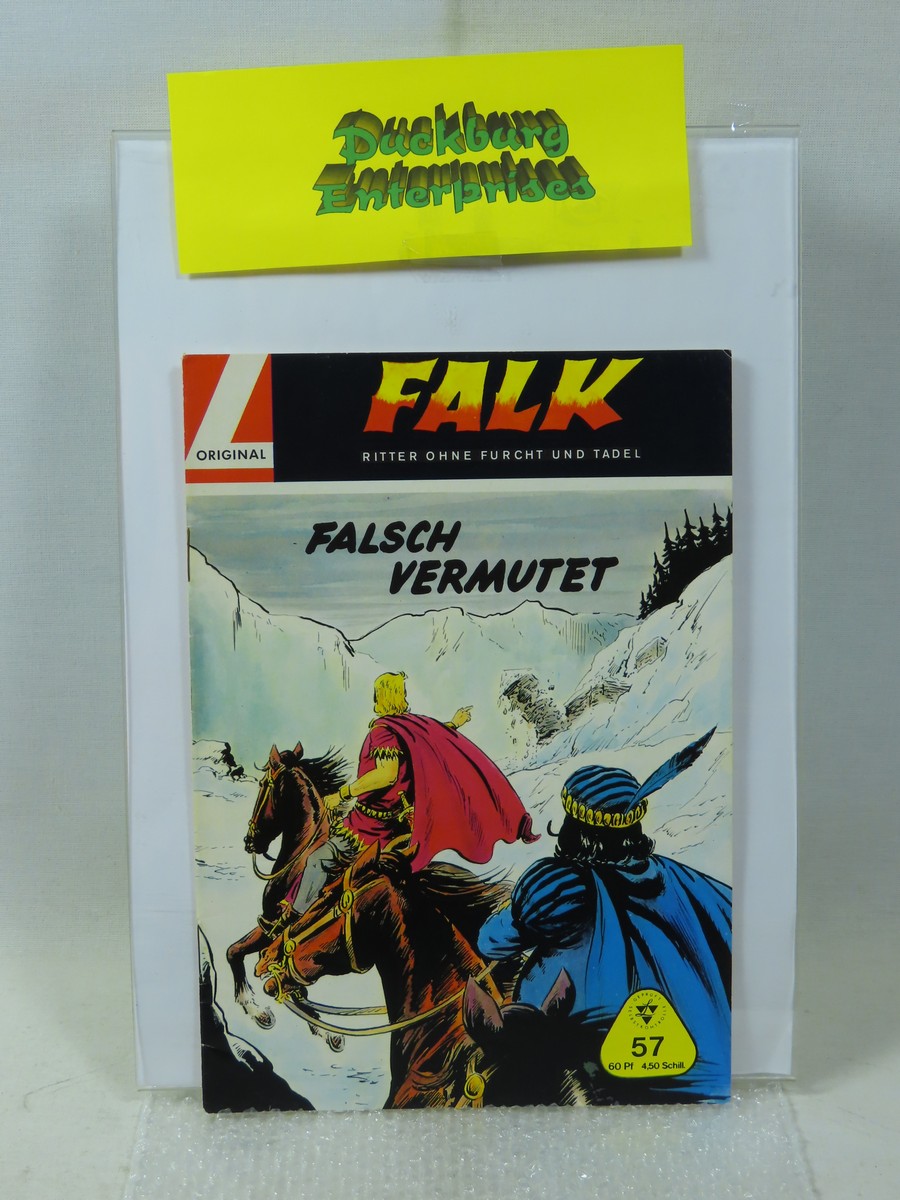 Duckburg
Enterprises
ORIGINAL
FALK
RITTER OHNE FURCHT UND TADEL
FALSCH
VERMUTET
57
60 Pf 4,50 Schill.